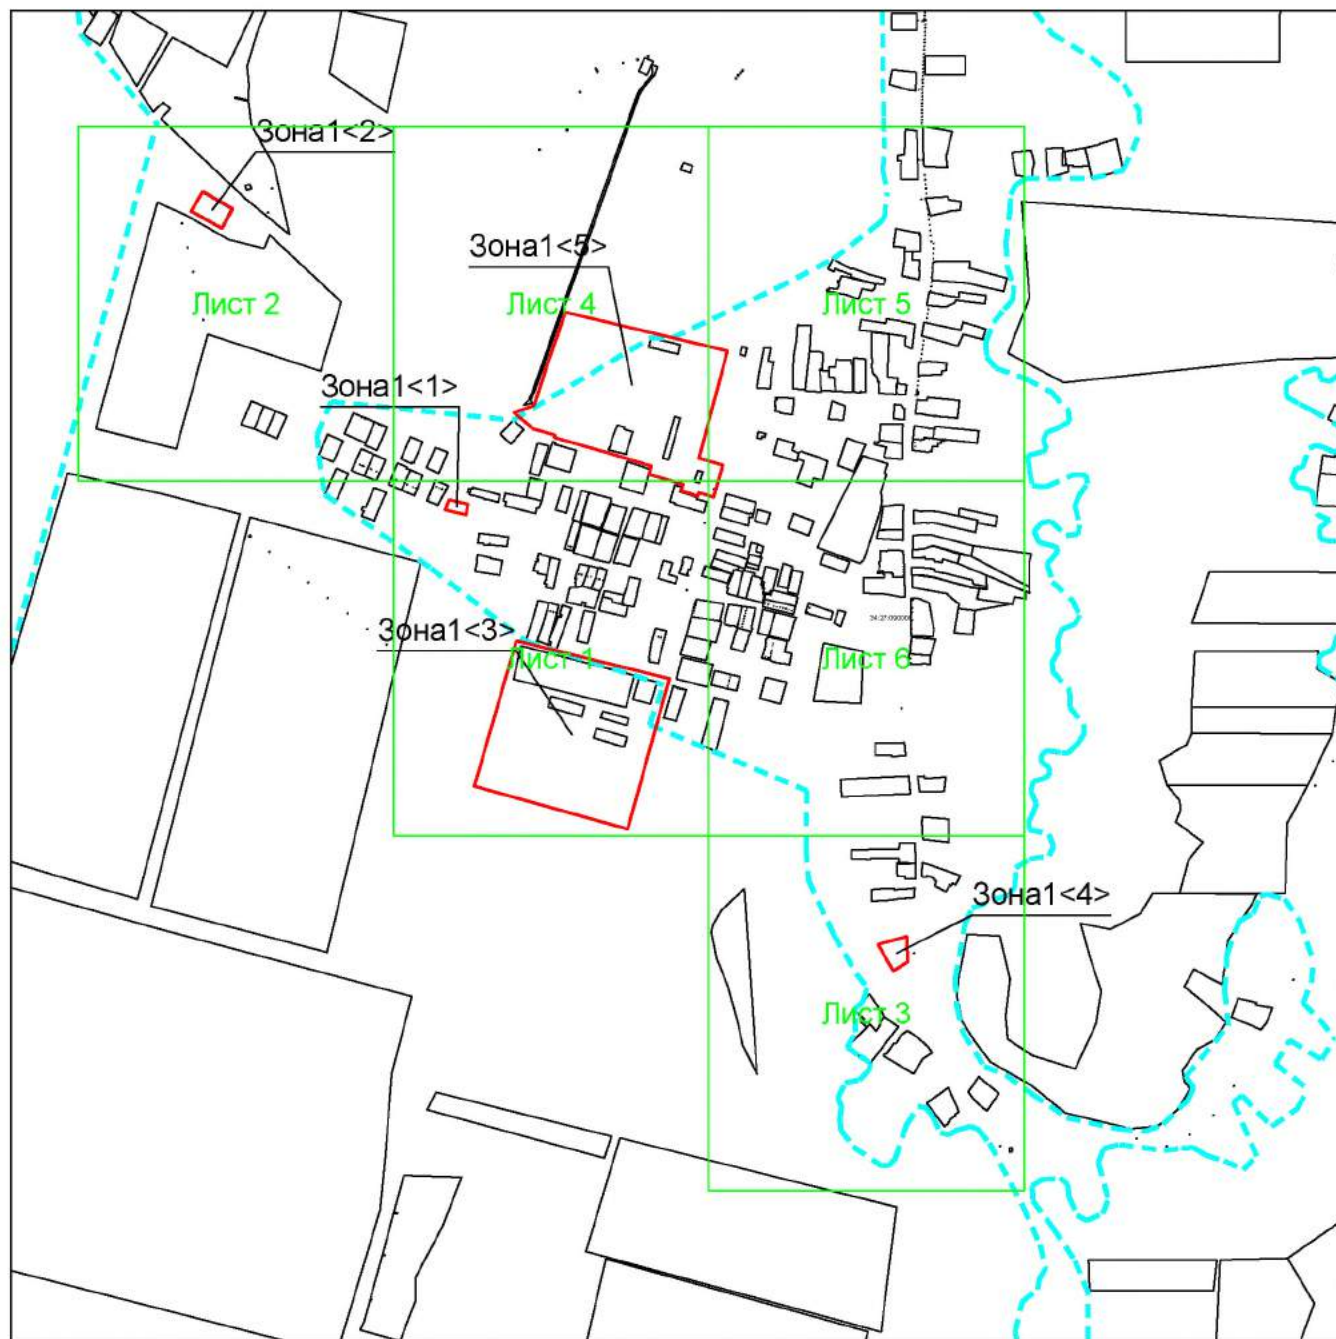 Зона1<2>
Зона1<5>
Лист 2
Лист 4
Лист 5
Зона1<1>
Зона1<3>
Лист 1
Лист 6
Зона1<4>
Лист 3